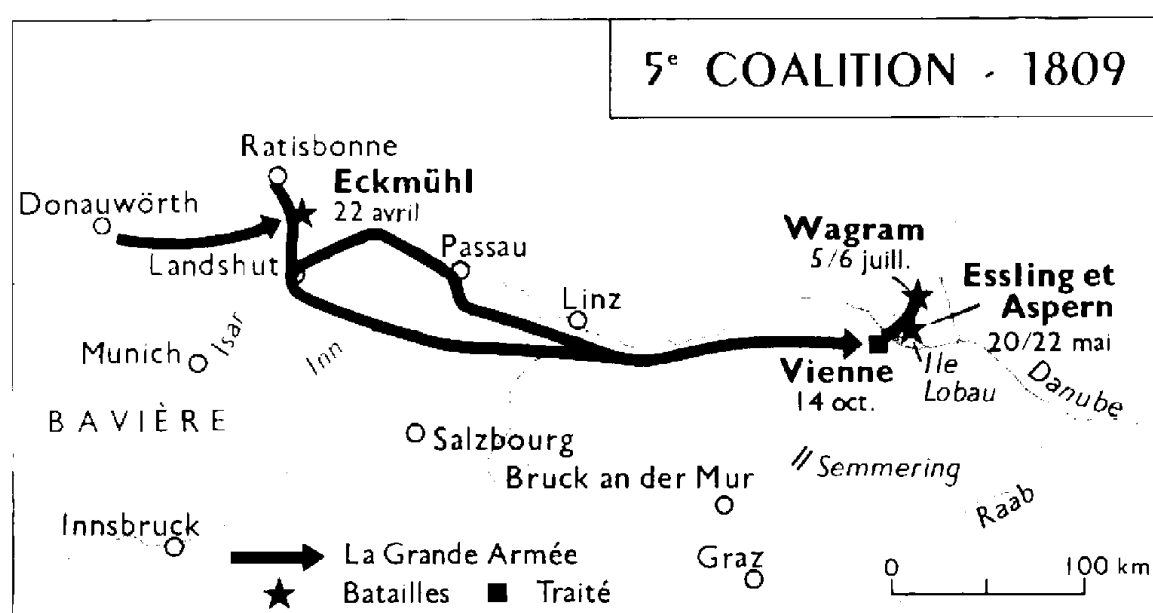 5e COALITION - 1809
Ratisbonne
Eckmühl
22 avril
Donauwörth
Landshut
Passau
Wagram
5/6 juill.
Essling et
Aspern
20/22 mai
Linz
Munich
Isar
Inn
Vienne
14 oct.
Ile
Lobau
Danube
BAVIÈRE
Salzbourg
Semmering
Bruck an der Mur
Raab
Innsbruck
La Grande Armée
Graz
0 100 km
Batailles
Traité